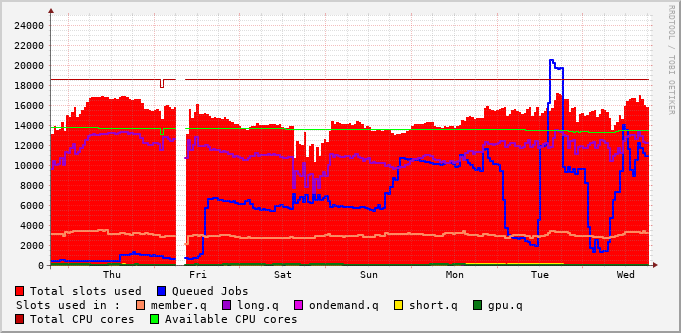 RRDTOOL / TOBI OETIKER
24000
22000
20000
18000
16000
14000
12000
10000
8000
6000
4000
2000
0
Thu Fri Sat Sun Mon Tue Wed
Total slots used Queued Jobs
Slots used in : member.q long.q ondemand.q short.q gpu.q
Total CPU cores Available CPU cores